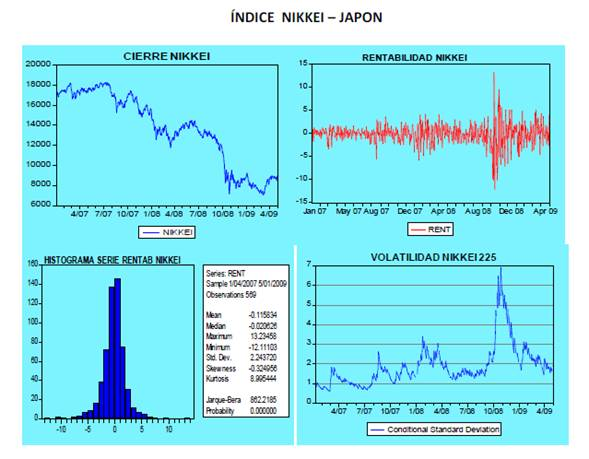 ÍNDICE NIKKEI – JAPON
CIERRE NIKKEI
20000
18000
16000
14000
12000
10000
8000
6000
4/07 7/07 10/07 1/08 4/08 7/08 10/08 1/09 4/09
NIKKEI
RENTABILIDAD NIKKEI
15
10
5
0
-5
-10
-15
Jan 07 May 07 Aug 07 Dec 07 Apr 08 Aug 08 Dec 08 Apr 09
RENT
HISTOGRAMA SERIE RENTAB NIKKEI
160
140
120
100
80
60
40
20
0
-10 -5 0 5 10
Series: RENT
Sample 1/04/2007 5/01/2009
Observations 569
Mean -0.115834
Median -0.020626
Maximum 13.23458
Minimum -12.11103
Std. Dev. 2.243720
Skewness -0.324956
Kurtosis 8.995444
Jarque-Bera 862.2185
Probability 0.000000
VOLATILIDAD NIKKEI 225
7
6
5
4
3
2
1
0
4/07 7/07 10/07 1/08 4/08 7/08 10/08 1/09 4/09
Conditional Standard Deviation